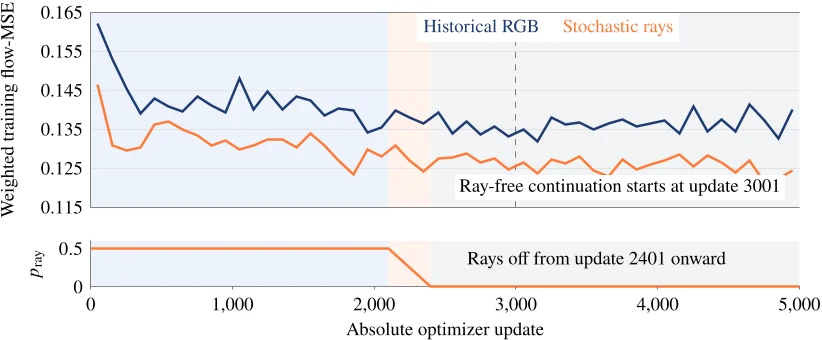 0.165
Historical RGB Stochastic rays
0.155
0.145
0.135
0.125
0.115
Weighted training flow-MSE
Ray-free continuation starts at update 3001
0.5
0
pray
Rays off from update 2401 onward
0 1,000 2,000 3,000 4,000 5,000
Absolute optimizer update